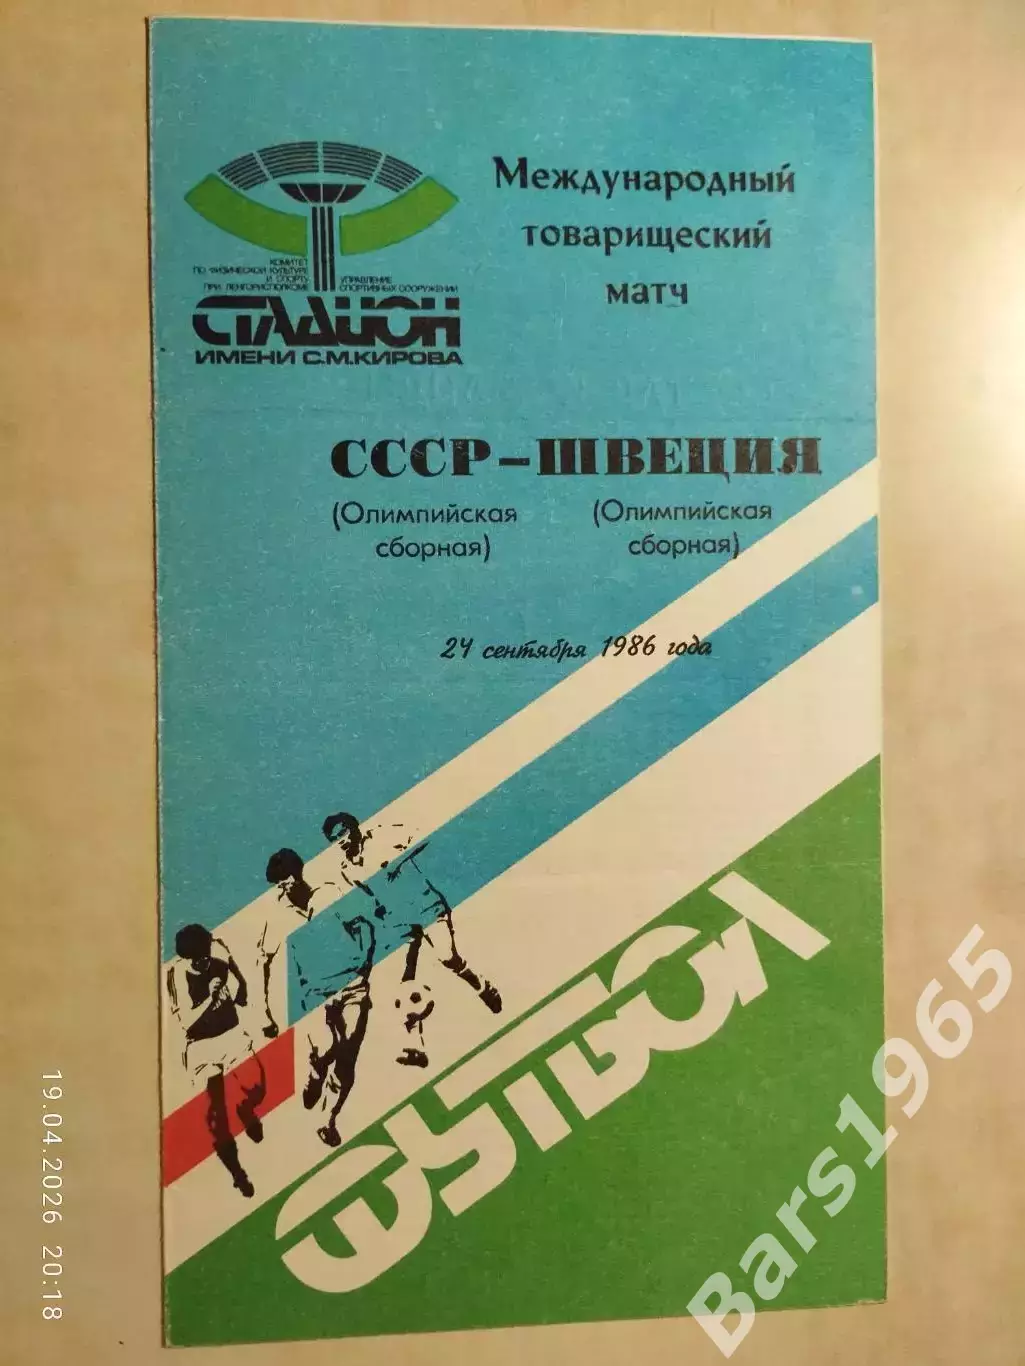 Международный
товарищеский
матч
КОМИТЕТ
ПО ФИЗИЧЕСКОЙ КУЛЬТУРЕ
И СПОРТУ
ПРИ ЛЕНГОРИСПОЛКОМЕ
УПРАВЛЕНИЕ
СПОРТИВНЫХ СООРУЖЕНИЙ
СТАДИОН
ИМЕНИ С.М.КИРОВА
СССР-ШВЕЦИЯ
(Олимпийская сборная)
(Олимпийская сборная)
24 сентября 1986 года
ФУТБОЛ
19.04.2026 20:18
Bars1965